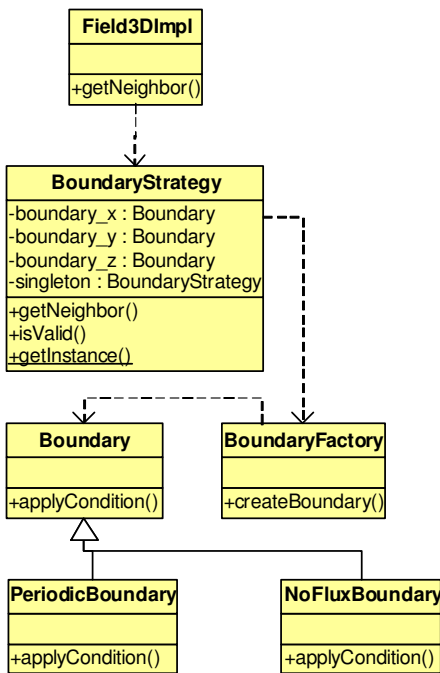 Field3DImpl
+getNeighbor()
BoundaryStrategy
-boundary_x : Boundary
-boundary_y : Boundary
-boundary_z : Boundary
-singleton : BoundaryStrategy
+getNeighbor()
+isValid()
+getInstance()
Boundary
+applyCondition()
BoundaryFactory
+createBoundary()
PeriodicBoundary
+applyCondition()
NoFluxBoundary
+applyCondition()